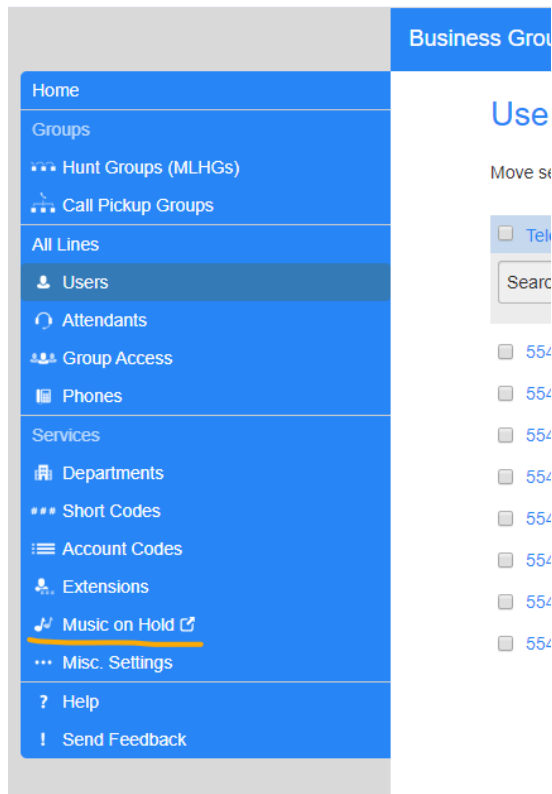 Business Grou
Home
Groups
Hunt Groups (MLHGs)
Call Pickup Groups
All Lines
Users
Attendants
Group Access
Phones
Services
Departments
### Short Codes
Account Codes
Extensions
Music on Hold
Misc. Settings
? Help
! Send Feedback
Use
Move se
Tele
Searc
554
554
554
554
554
554
554
554